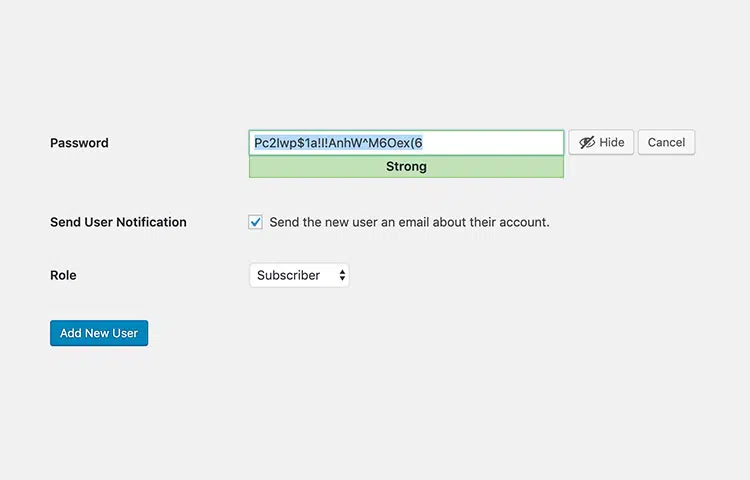 Password
Pc2lwp$1a!l!AnhW^M6Oex(6
Hide
Cancel
Strong
Send User Notification
Send the new user an email about their account.
Role
Subscriber
Add New User